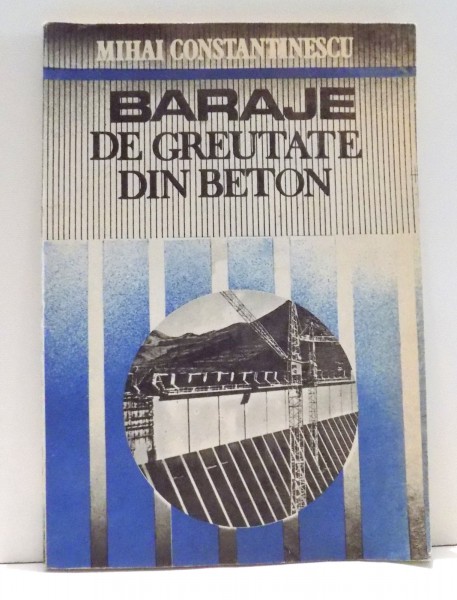 MIHAI CONSTANTINESCU
BARAJE
DE GREUTATE
DIN BETON